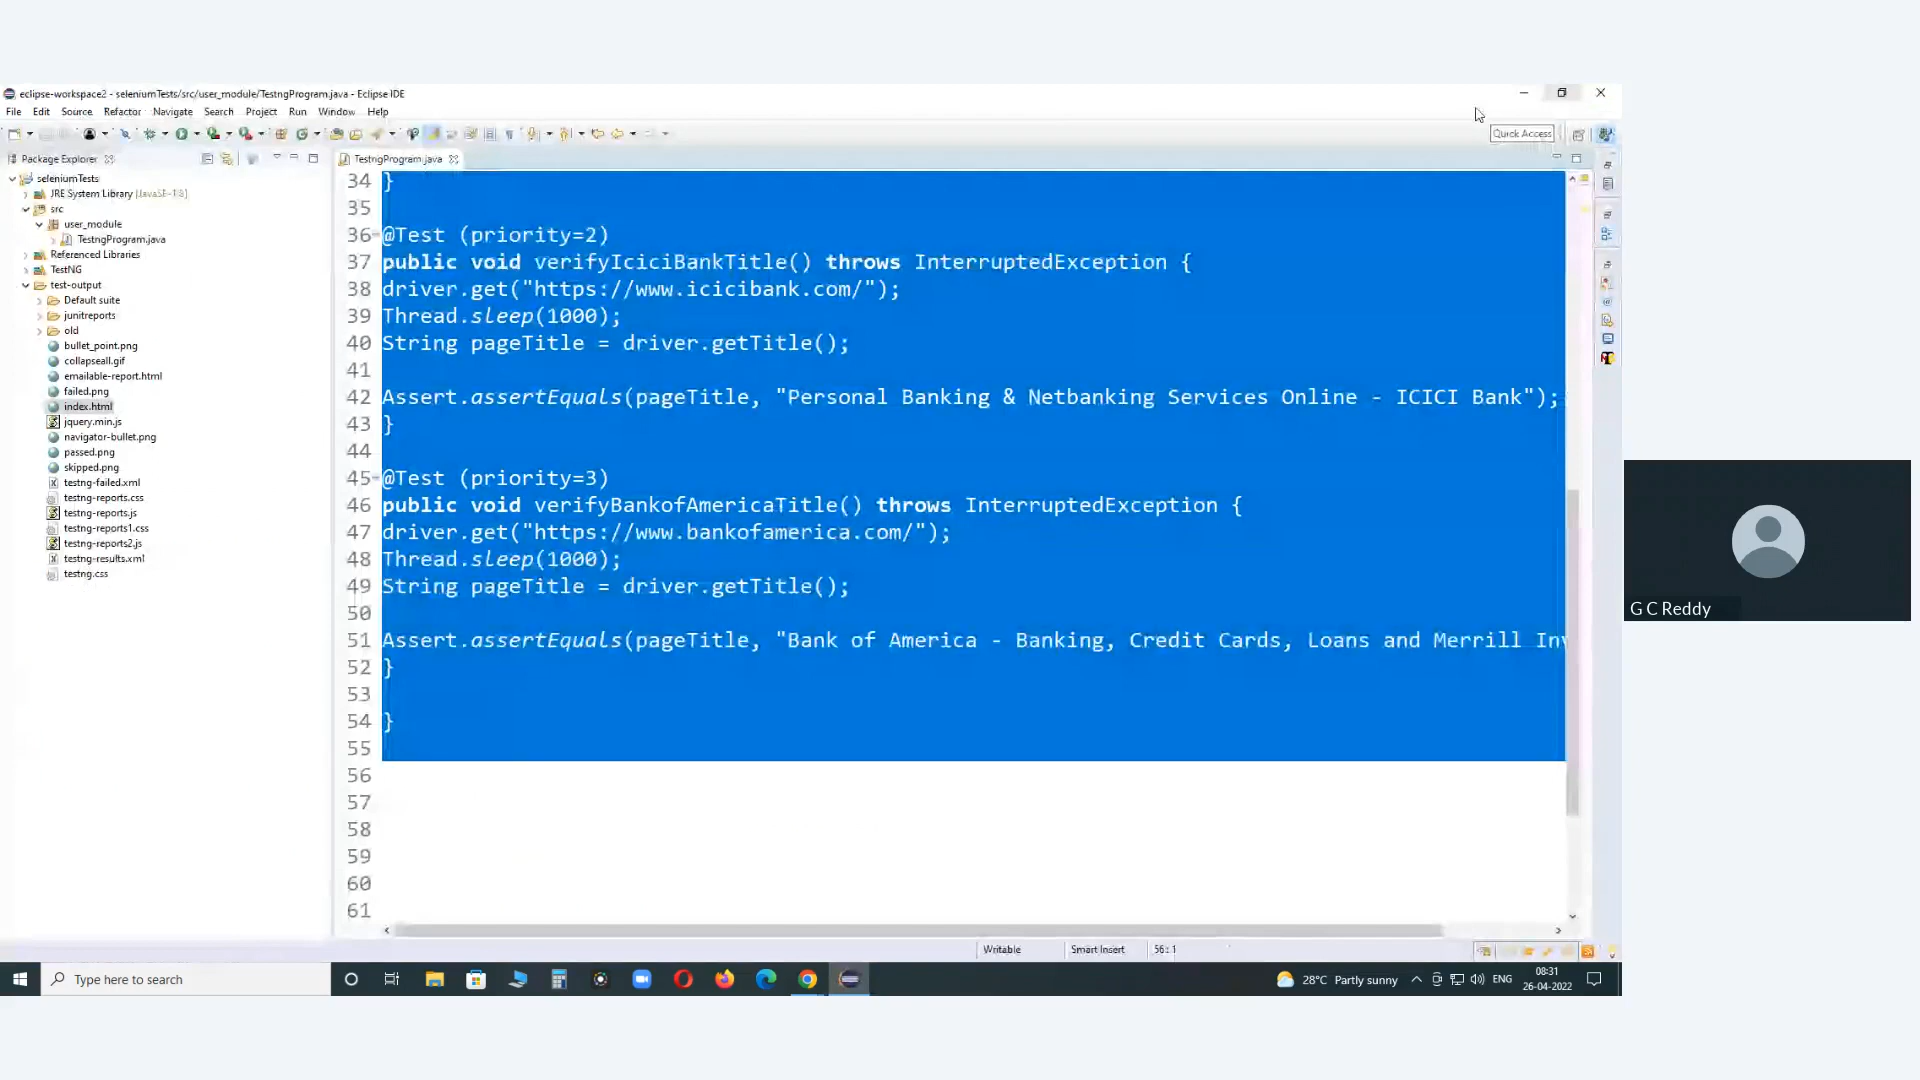 eclipse-workspace2 - seleniumTests/src/user_module/TestngProgram.java - Eclipse IDE
File Edit Source Refactor Navigate Search Project Run Window Help
Quick Access
Package Explorer
seleniumTests
JRE System Library [JavaSE-1.8]
src
user_module
TestngProgram.java
Referenced Libraries
TestNG
test-output
Default suite
junitreports
old
bullet_point.png
collapseall.gif
emailable-report.html
failed.png
index.html
jquery.min.js
navigator-bullet.png
passed.png
skipped.png
testng-failed.xml
testng-reports.css
testng-reports.js
testng-reports1.css
testng-reports2.js
testng-results.xml
testng.css
TestngProgram.java
34 }
35
36 @Test (priority=2)
37 public void verifyIciciBankTitle() throws InterruptedException {
38 driver.get("https://www.icicibank.com/");
39 Thread.sleep(1000);
40 String pageTitle = driver.getTitle();
41
42 Assert.assertEquals(pageTitle, "Personal Banking & Netbanking Services Online - ICICI Bank");
43 }
44
45 @Test (priority=3)
46 public void verifyBankofAmericaTitle() throws InterruptedException {
47 driver.get("https://www.bankofamerica.com/");
48 Thread.sleep(1000);
49 String pageTitle = driver.getTitle();
50
51 Assert.assertEquals(pageTitle, "Bank of America - Banking, Credit Cards, Loans and Merrill Inv
52 }
53
54 }
55
56
57
58
59
60
61
Writable Smart Insert 56:1
G C Reddy
Type here to search
28°C Partly sunny
ENG
08:31
26-04-2022